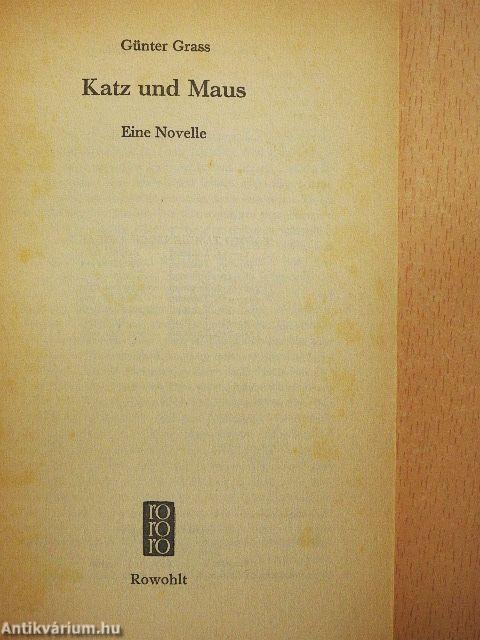 Günter Grass
Katz und Maus
Eine Novelle
ro
ro
ro
Rowohlt
Antikvárium.hu